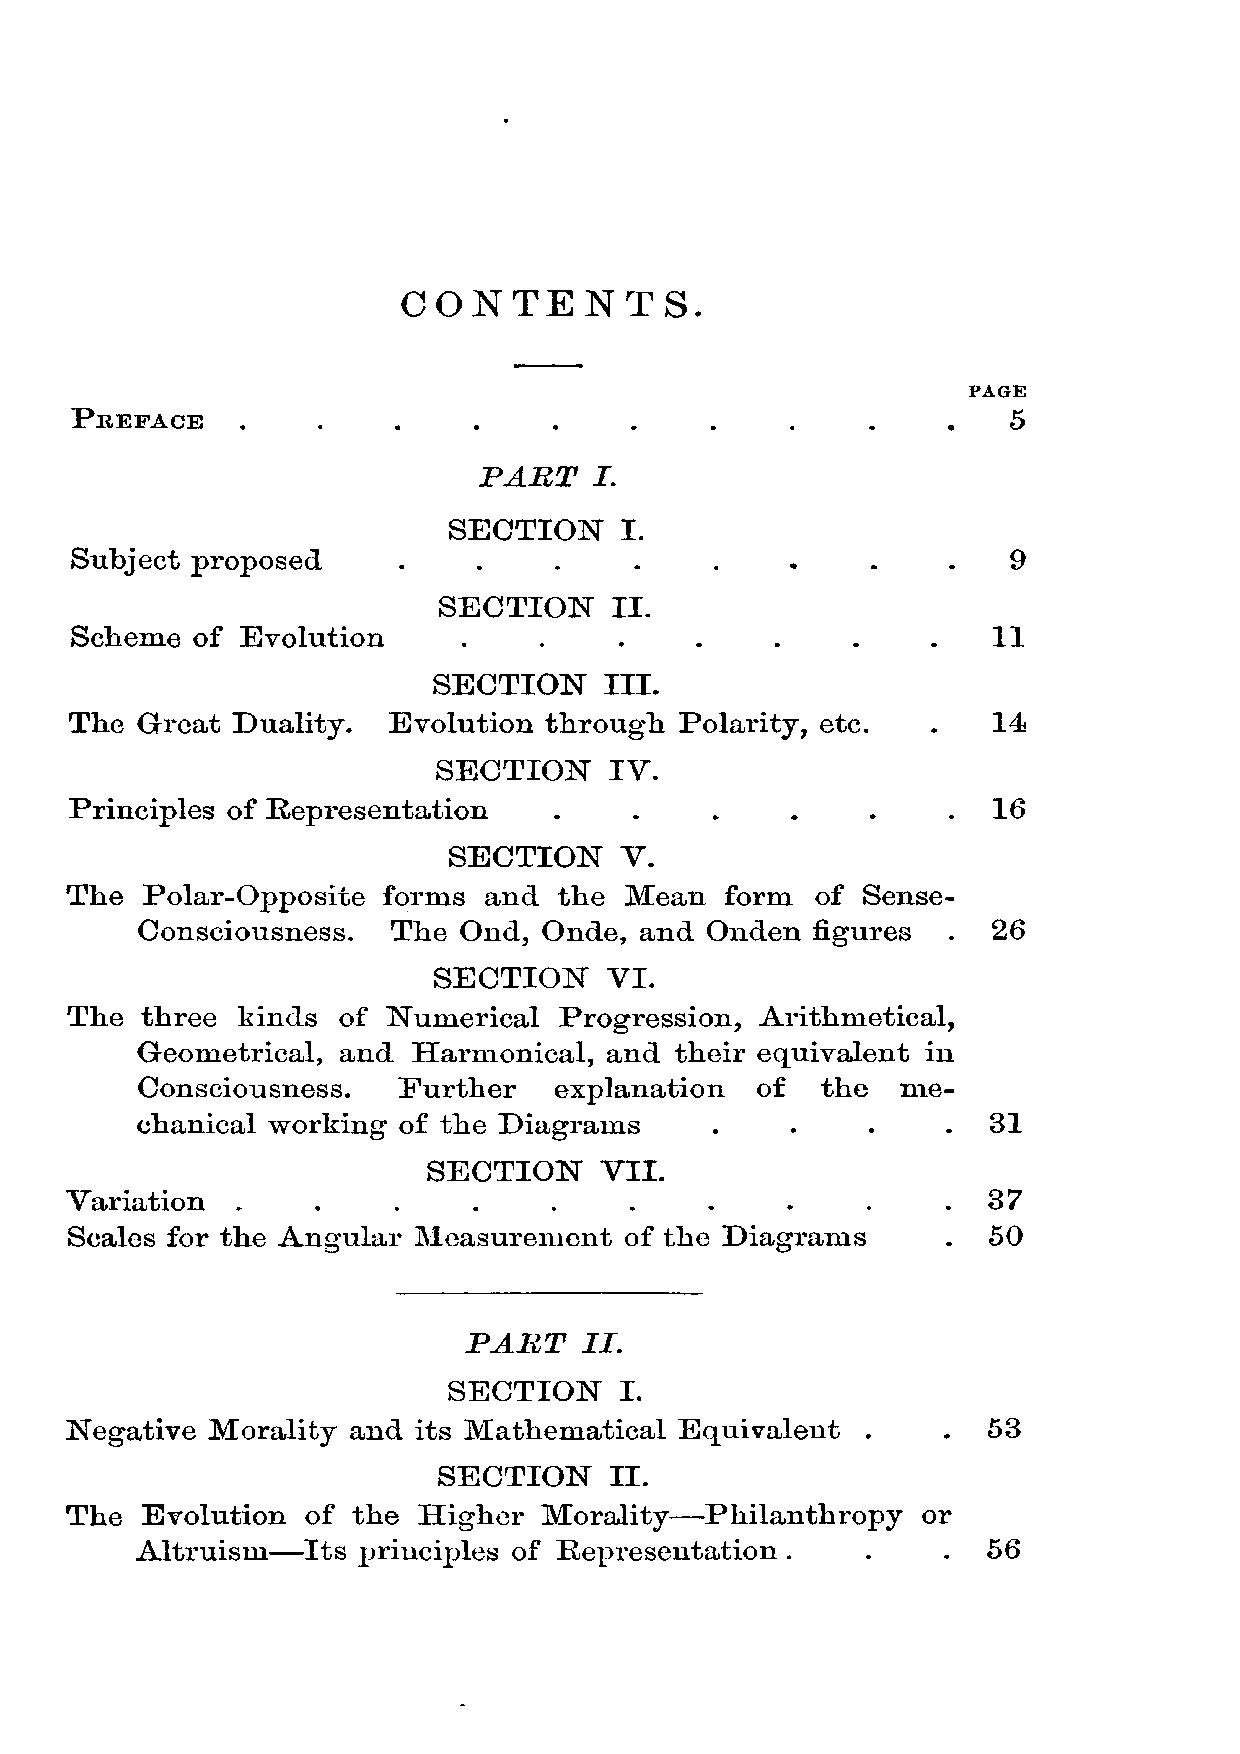 CONTENTS.
PAGE
PREFACE . . . . . . . . . . 5
PART I.
SECTION I.
Subject proposed . . . . . . . . 9
SECTION II.
Scheme of Evolution . . . . . . . 11
SECTION III.
The Great Duality. Evolution through Polarity, etc. . 14
SECTION IV.
Principles of Representation . . . . . . 16
SECTION V.
The Polar-Opposite forms and the Mean form of Sense-
Consciousness. The Ond, Onde, and Onden figures . 26
SECTION VI.
The three kinds of Numerical Progression, Arithmetical,
Geometrical, and Harmonical, and their equivalent in
Consciousness. Further explanation of the me-
chanical working of the Diagrams . . . . 31
SECTION VII.
Variation . . . . . . . . . . 37
Scales for the Angular Measurement of the Diagrams . 50
PART II.
SECTION I.
Negative Morality and its Mathematical Equivalent . . 53
SECTION II.
The Evolution of the Higher Morality—Philanthropy or
Altruism—Its principles of Representation . . . 56